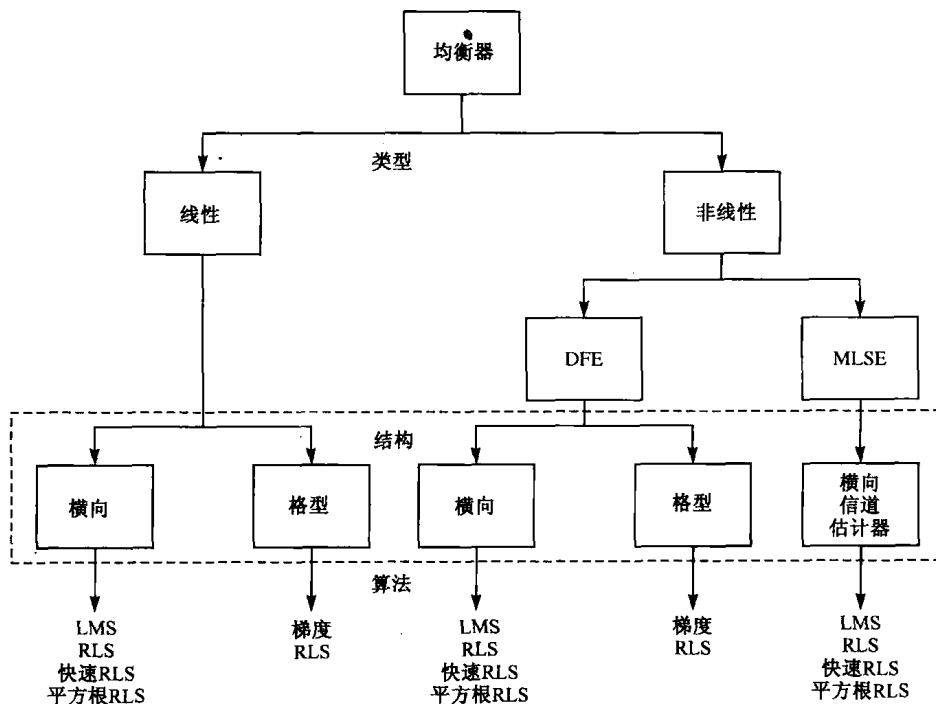 均衡器
类型
线性
非线性
DFE
MLSE
结构
横向
格型
横向
格型
横向
信道
估计器
算法
LMS
RLS
快速RLS
平方根RLS
梯度
RLS
LMS
RLS
快速RLS
平方根RLS
梯度
RLS
LMS
RLS
快速RLS
平方根RLS